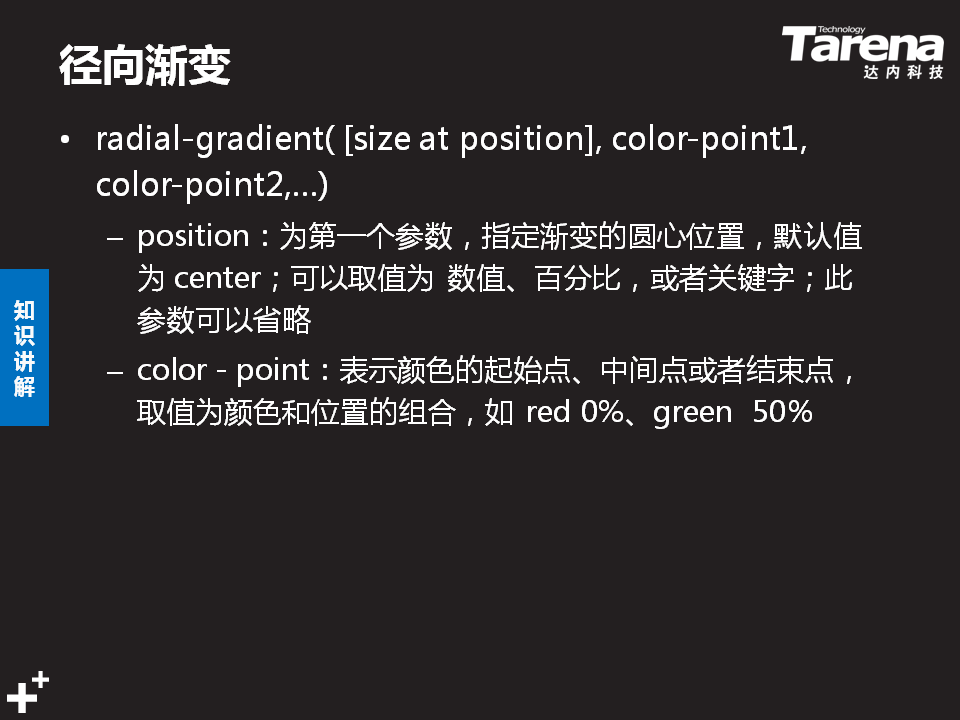 径向渐变
Technology
Tarena
达内科技
• radial-gradient( [size at position], color-point1,
color-point2,...)
– position：为第一个参数，指定渐变的圆心位置，默认值
为 center；可以取值为 数值、百分比，或者关键字；此
参数可以省略
– color - point：表示颜色的起始点、中间点或者结束点，
取值为颜色和位置的组合，如 red 0%、green  50%
知
识
讲
解